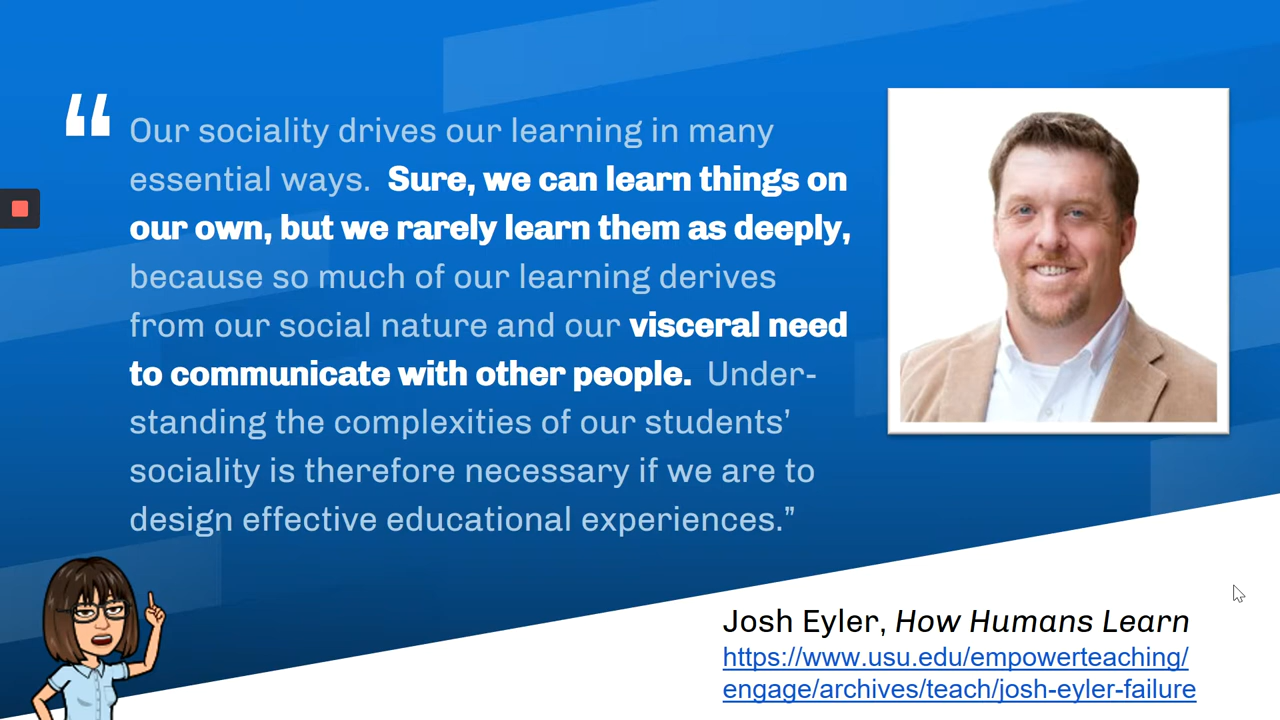 “ Our sociality drives our learning in many
essential ways. Sure, we can learn things on
our own, but we rarely learn them as deeply,
because so much of our learning derives
from our social nature and our visceral need
to communicate with other people. Under-
standing the complexities of our students’
sociality is therefore necessary if we are to
design effective educational experiences.”
Josh Eyler, How Humans Learn
https://www.usu.edu/empowerteaching/
engage/archives/teach/josh-eyler-failure